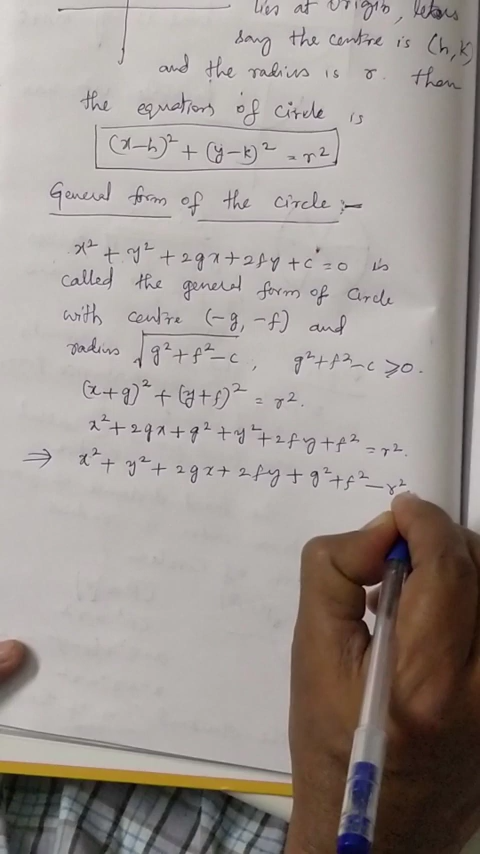 lies at origin, lets
say the centre is (h,k)
and the radius is r. then
the equation of circle is
(x-h)² + (y-k)² = r²
General form of the circle:-
x² + y² + 2gx + 2fy + c = 0 is
called the general form of circle
with centre (-g, -f) and
radius √g²+f²-c, g²+f²-c ≥ 0.
(x+g)² + (y+f)² = r².
x² + 2gx + g² + y² + 2fy + f² = r².
⇒ x² + y² + 2gx + 2fy + g² + f² - r²